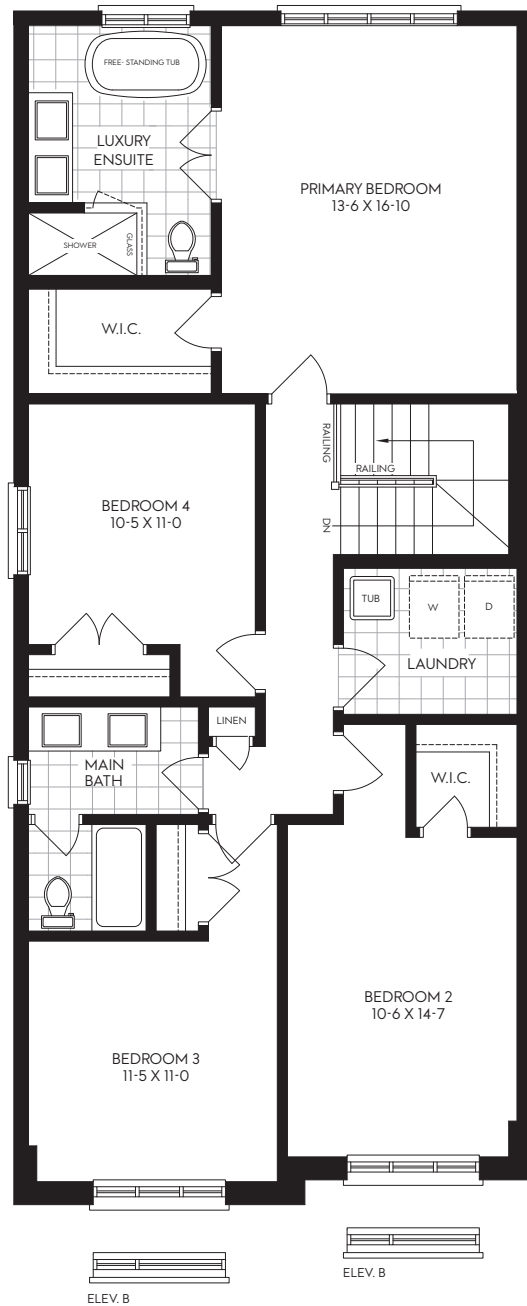 FREE- STANDING TUB
LUXURY
ENSUITE
PRIMARY BEDROOM
13-6 X 16-10
SHOWER
GLASS
W.I.C.
RAILING
RAILING
BEDROOM 4
10-5 X 11-0
DN
TUB
W
D
LAUNDRY
LINEN
MAIN
BATH
W.I.C.
BEDROOM 2
10-6 X 14-7
BEDROOM 3
11-5 X 11-0
ELEV. B
ELEV. B